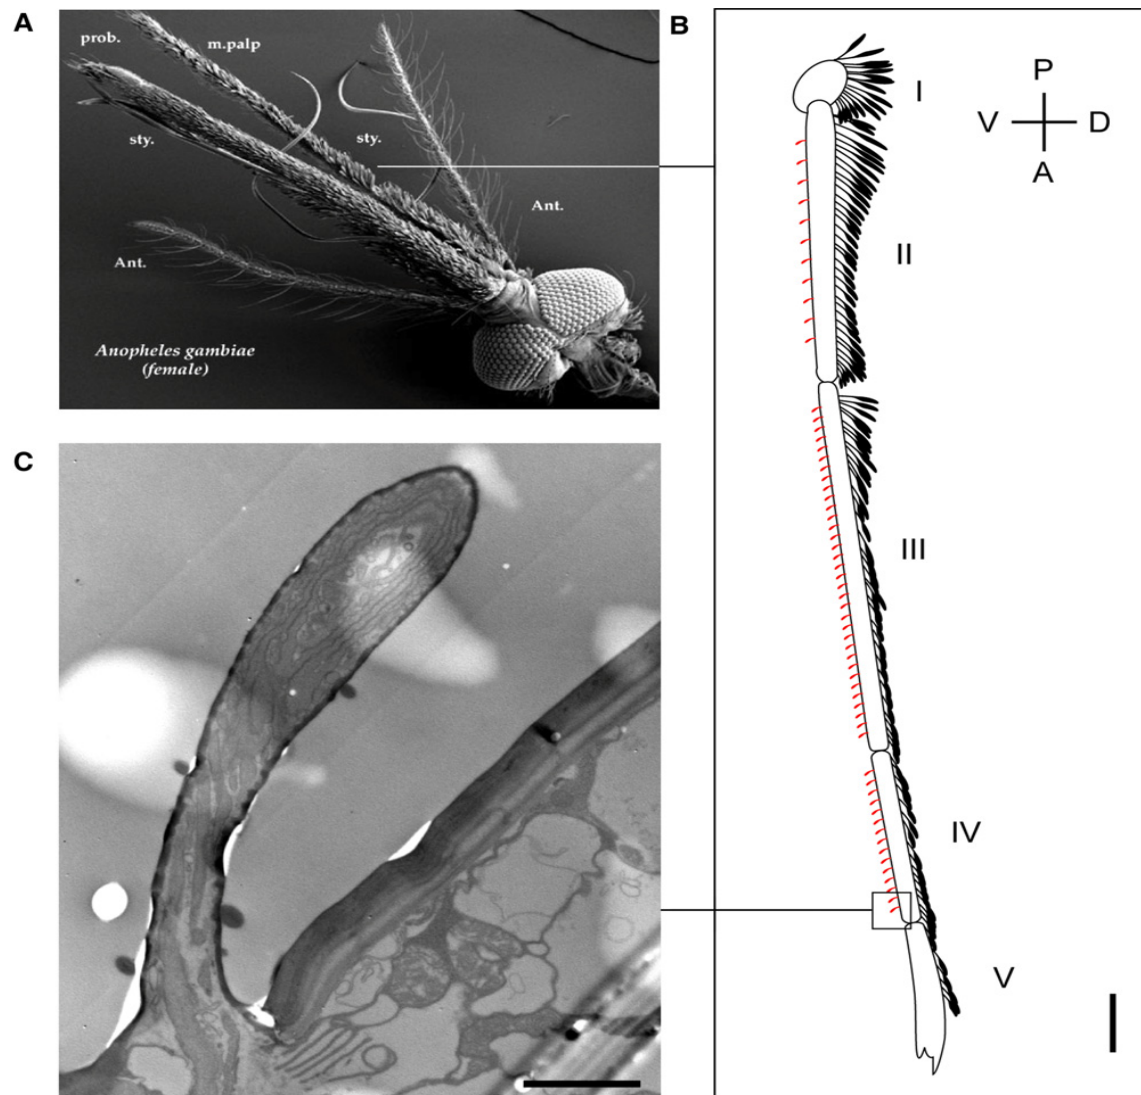 A
prob.
m.palp
sty.
sty.
Ant.
Ant.
Anopheles gambiae
(female)
B
I
P
V
D
A
II
III
IV
V
C